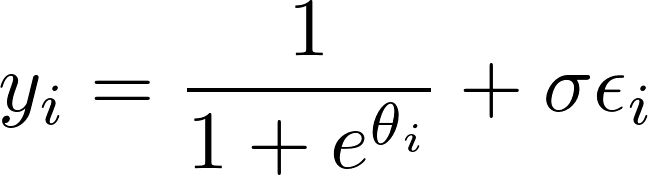 y_i = \frac{1}{1 + e^{\theta_i}} + \sigma\epsilon_i